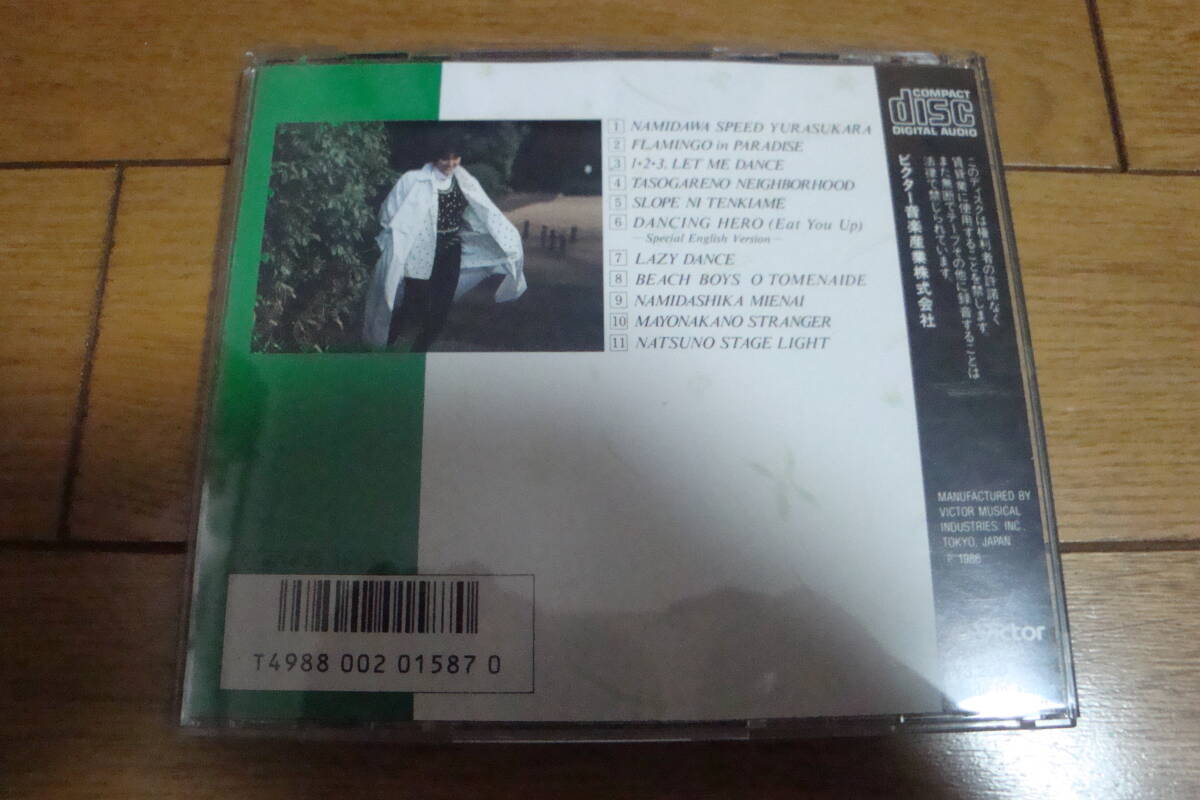 1 NAMIDAWA SPEED YURASUKARA
2 FLAMINGO in PARADISE
3 1•2•3. LET ME DANCE
4 TASOGARENO NEIGHBORHOOD
5 SLOPE NI TENKIAME
6 DANCING HERO (Eat You Up)
—Special English Version—
7 LAZY DANCE
8 BEACH BOYS O TOMENAIDE
9 NAMIDASHIKA MIENAI
10 MAYONAKANO STRANGER
11 NATSUNO STAGE LIGHT
COMPACT
disc
DIGITAL AUDIO
このディスクは権利者の許諾なく
賃貸業に使用することを禁じます。
また無断でテープその他に録音することは
法律で禁じられています。
ビクター音楽産業株式会社
MANUFACTURED BY
VICTOR MUSICAL
INDUSTRIES, INC.
TOKYO, JAPAN
℗ 1986
Victor
T4988 002 01587 0